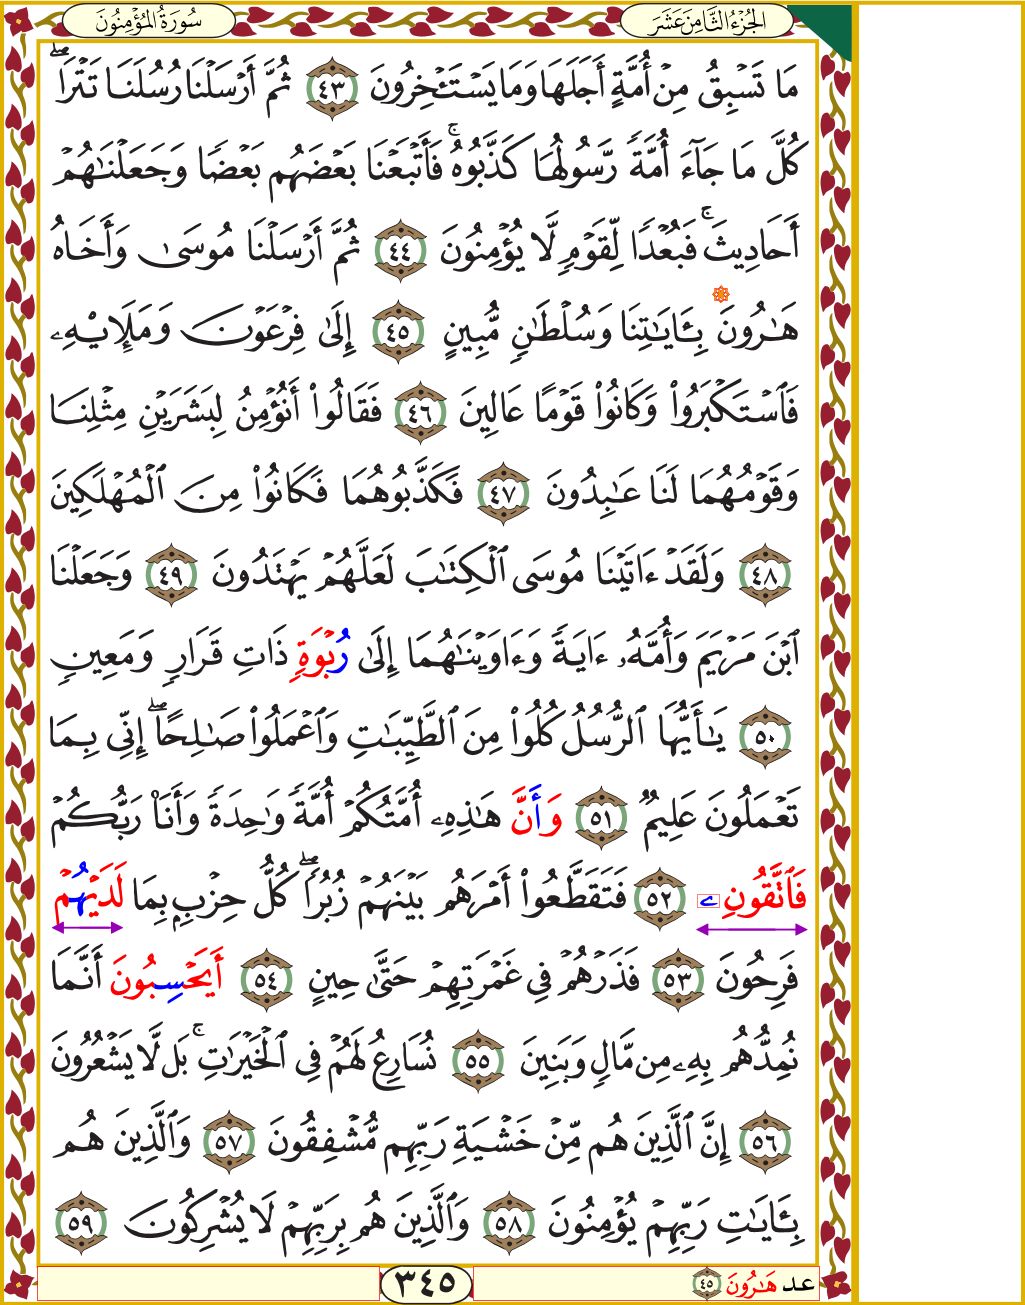 الجُزْءُ الثَّامِنَ عَشَرَ
سُورَةُ المُؤْمِنُونَ
مَا تَسْبِقُ مِنْ أُمَّةٍ أَجَلَهَا وَمَا يَسْتَـْٔخِرُونَ ٤٣ ثُمَّ أَرْسَلْنَا رُسُلَنَا تَتْرَاۖ
كُلَّ مَا جَآءَ أُمَّةٗ رَّسُولُهَا كَذَّبُوهُۚ فَأَتْبَعْنَا بَعْضَهُم بَعْضٗا وَجَعَلْنَٰهُمْ
أَحَادِيثَۚ فَبُعْدٗا لِّقَوْمٖ لَّا يُؤْمِنُونَ ٤٤ ثُمَّ أَرْسَلْنَا مُوسَىٰ وَأَخَاهُ
هَٰرُونَ بِـَٔايَٰتِنَا وَسُلْطَٰنٖ مُّبِينٍ ٤٥ إِلَىٰ فِرْعَوْنَ وَمَلَإِيْهِۦ
فَٱسْتَكْبَرُوا۟ وَكَانُوا۟ قَوْمًا عَالِينَ ٤٦ فَقَالُوٓا۟ أَنُؤْمِنُ لِبَشَرَيْنِ مِثْلِنَا
وَقَوْمُهُمَا لَنَا عَٰبِدُونَ ٤٧ فَكَذَّبُوهُمَا فَكَانُوا۟ مِنَ ٱلْمُهْلَكِينَ
٤٨ وَلَقَدْ ءَاتَيْنَا مُوسَى ٱلْكِتَٰبَ لَعَلَّهُمْ يَهْتَدُونَ ٤٩ وَجَعَلْنَا
ٱبْنَ مَرْيَمَ وَأُمَّهُۥ ءَايَةٗ وَءَاوَيْنَٰهُمَا إِلَىٰ رُبْوَةٖ ذَاتِ قَرَارٖ وَمَعِينٖ
٥٠ يَٰٓأَيُّهَا ٱلرُّسُلُ كُلُوا۟ مِنَ ٱلطَّيِّبَٰتِ وَٱعْمَلُوا۟ صَٰلِحًاۖ إِنِّي بِمَا
تَعْمَلُونَ عَلِيمٞ ٥١ وَأَنَّ هَٰذِهِۦ أُمَّتُكُمْ أُمَّةٗ وَٰحِدَةٗ وَأَنَا۠ رَبُّكُمْ
فَٱتَّقُونِۦ ٥٢ فَتَقَطَّعُوٓا۟ أَمْرَهُم بَيْنَهُمْ زُبُرٗاۖ كُلُّ حِزْبِۭ بِمَا لَدَيْهُمْ
فَرِحُونَ ٥٣ فَذَرْهُمْ فِي غَمْرَتِهِمْ حَتَّىٰ حِينٍ ٥٤ أَيَحْسِبُونَ أَنَّمَا
نُمِدُّهُم بِهِۦ مِن مَّالٖ وَبَنِينَ ٥٥ نُسَارِعُ لَهُمْ فِي ٱلْخَيْرَٰتِۚ بَل لَّا يَشْعُرُونَ
٥٦ إِنَّ ٱلَّذِينَ هُم مِّنْ خَشْيَةِ رَبِّهِم مُّشْفِقُونَ ٥٧ وَٱلَّذِينَ هُم
بِـَٔايَٰتِ رَبِّهِمْ يُؤْمِنُونَ ٥٨ وَٱلَّذِينَ هُم بِرَبِّهِمْ لَا يُشْرِكُونَ ٥٩
عد هَٰرُونَ ٤٥
٣٤٥